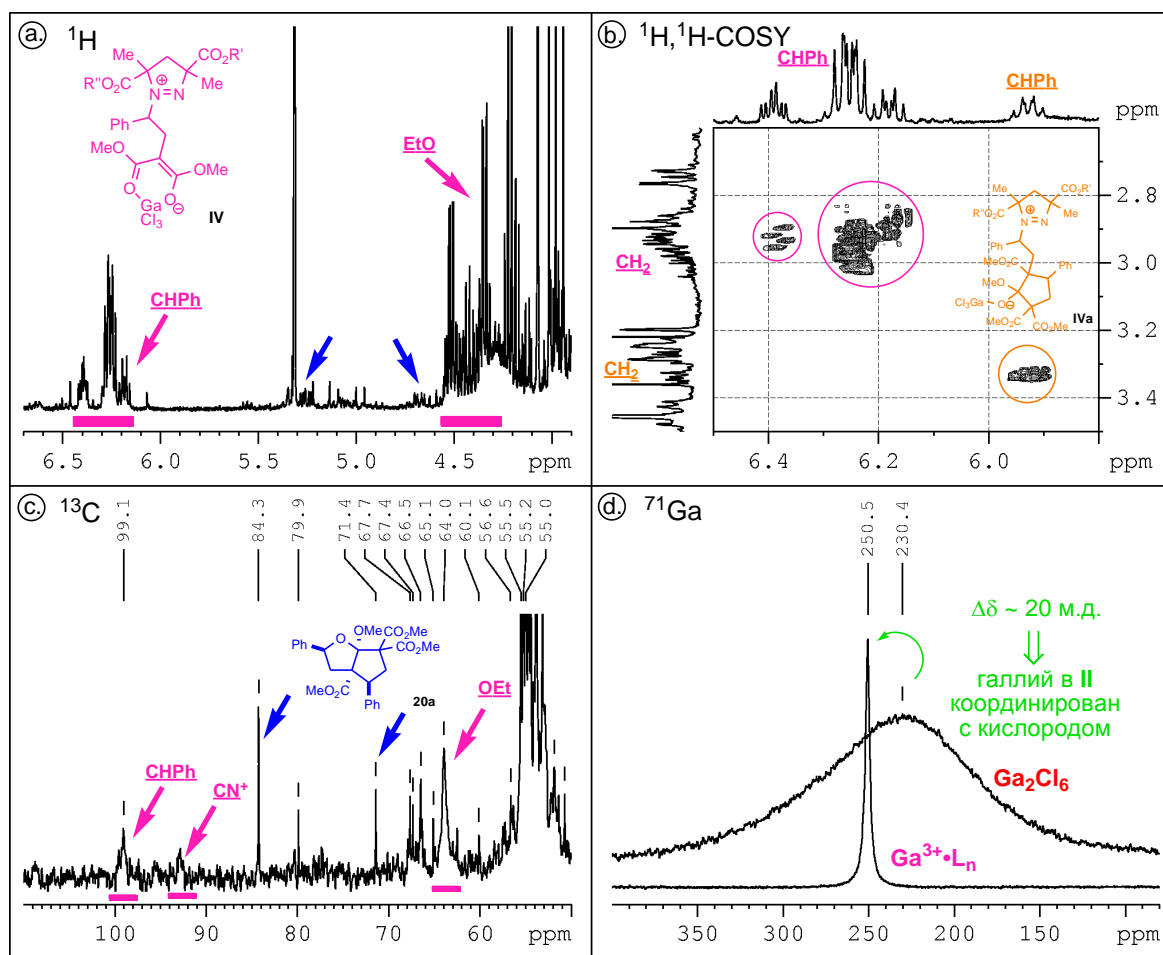 a. ¹H
Me
CO₂R'
R''O₂C
Me
⊕
N=N
Ph
MeO
OMe
O
O
⊖
Ga
Cl₃
IV
EtO
CHPh
6.5 6.0 5.5 5.0 4.5 ppm
b. ¹H,¹H-COSY
CHPh
CHPh
ppm
CH₂
CH₂
2.8
3.0
3.2
3.4
Me
CO₂R'
R''O₂C
Me
⊕
N=N
Ph
MeO₂C
Ph
MeO
Cl₃Ga
O
⊖
MeO₂C
CO₂Me
IVa
6.4 6.2 6.0 ppm
c. ¹³C
99.1 84.3 79.9 71.4 67.7 67.4 66.5 65.1 64.0 60.1 56.6 55.5 55.2 55.0
O
OMe
CO₂Me
CO₂Me
Ph
MeO₂C
Ph
20a
OEt
CHPh
CN⁺
100 90 80 70 60 ppm
d. ⁷¹Ga
250.5 230.4
Δδ ~ 20 м.д.
⇓
галлий в II
координирован
с кислородом
Ga₂Cl₆
Ga³⁺•Lₙ
350 300 250 200 150 ppm